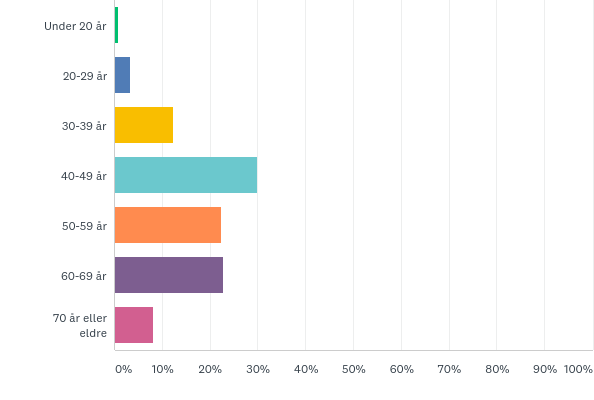 Under 20 år
20-29 år
30-39 år
40-49 år
50-59 år
60-69 år
70 år eller
eldre
0% 10% 20% 30% 40% 50% 60% 70% 80% 90% 100%